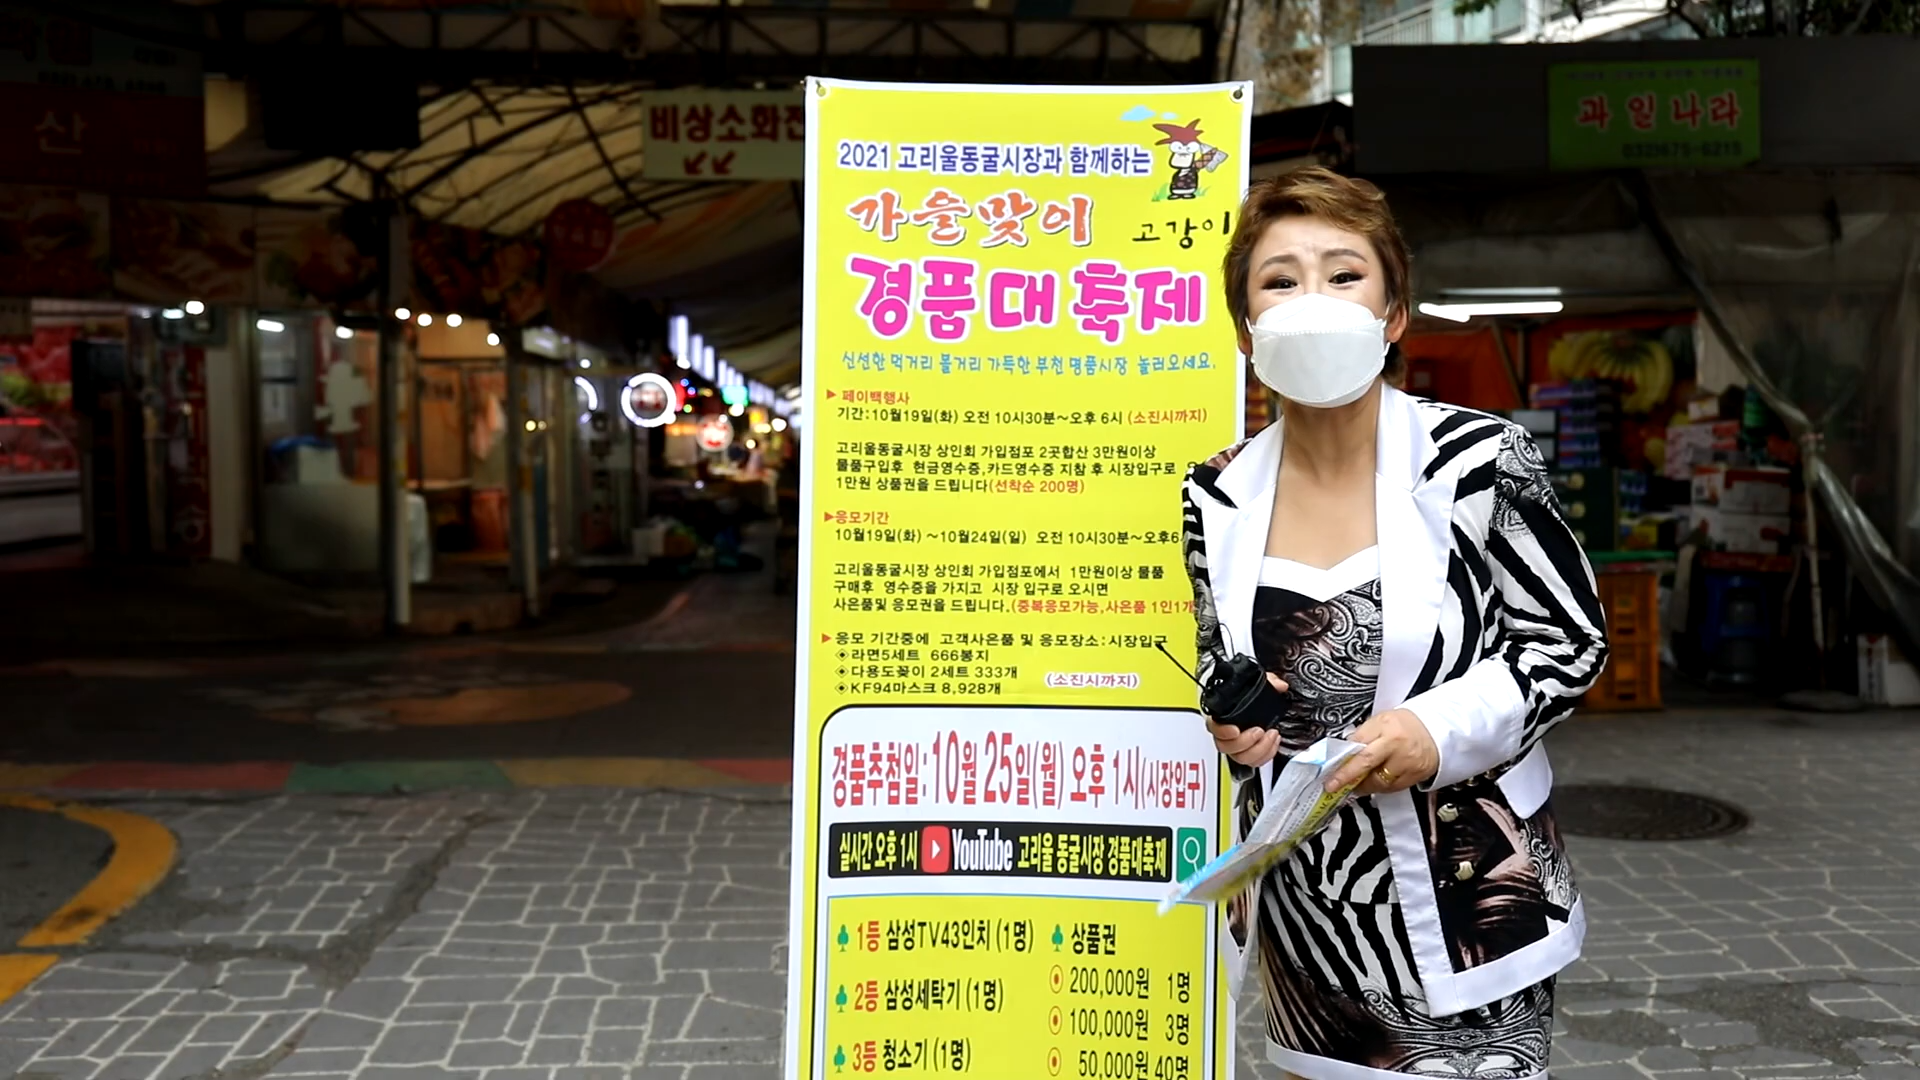 비상소화전
과일나라
032)675-6215
산
2021 고리울동굴시장과 함께하는
가을맞이
고강이
경품대축제
신선한 먹거리 볼거리 가득한 부천 명품시장 놀러오세요.
▶페이백행사
기간:10월19일(화) 오전 10시30분~오후 6시 (소진시까지)
고리울동굴시장 상인회 가입점포 2곳합산 3만원이상
물품구입후 현금영수증,카드영수증 지참 후 시장입구로
1만원 상품권을 드립니다(선착순 200명)
▶응모기간
10월19일(화) ~10월24일(일) 오전 10시30분~오후6
고리울동굴시장 상인회 가입점포에서 1만원이상 물품
구매후 영수증을 가지고 시장 입구로 오시면
사은품및 응모권을 드립니다.(중복응모가능,사은품 1인1개
▶응모 기간중에 고객사은품 및 응모장소:시장입구
◈라면5세트 666봉지
◈다용도꽂이 2세트 333개
◈KF94마스크 8,928개 (소진시까지)
경품추첨일:10월 25일(월) 오후 1시(시장입구)
실시간 오후 1시 YouTube 고리울 동굴시장 경품대축제
♣ 1등 삼성TV43인치 (1명)
♣ 2등 삼성세탁기 (1명)
♣ 3등 청소기 (1명)
♣ 상품권
200,000원 1명
100,000원 3명
50,000원 40명